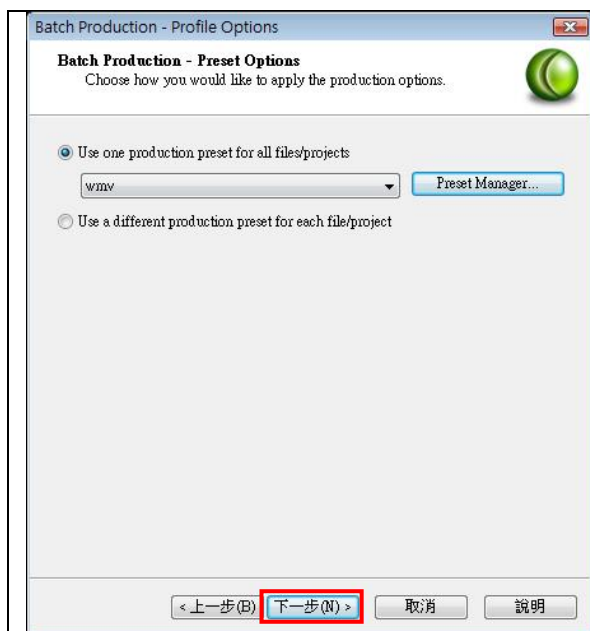 Batch Production - Profile Options
Batch Production - Preset Options
Choose how you would like to apply the production options.
Use one production preset for all files/projects
wmv
Preset Manager...
Use a different production preset for each file/project
<上一步(B) 下一步(N)> 取消 說明